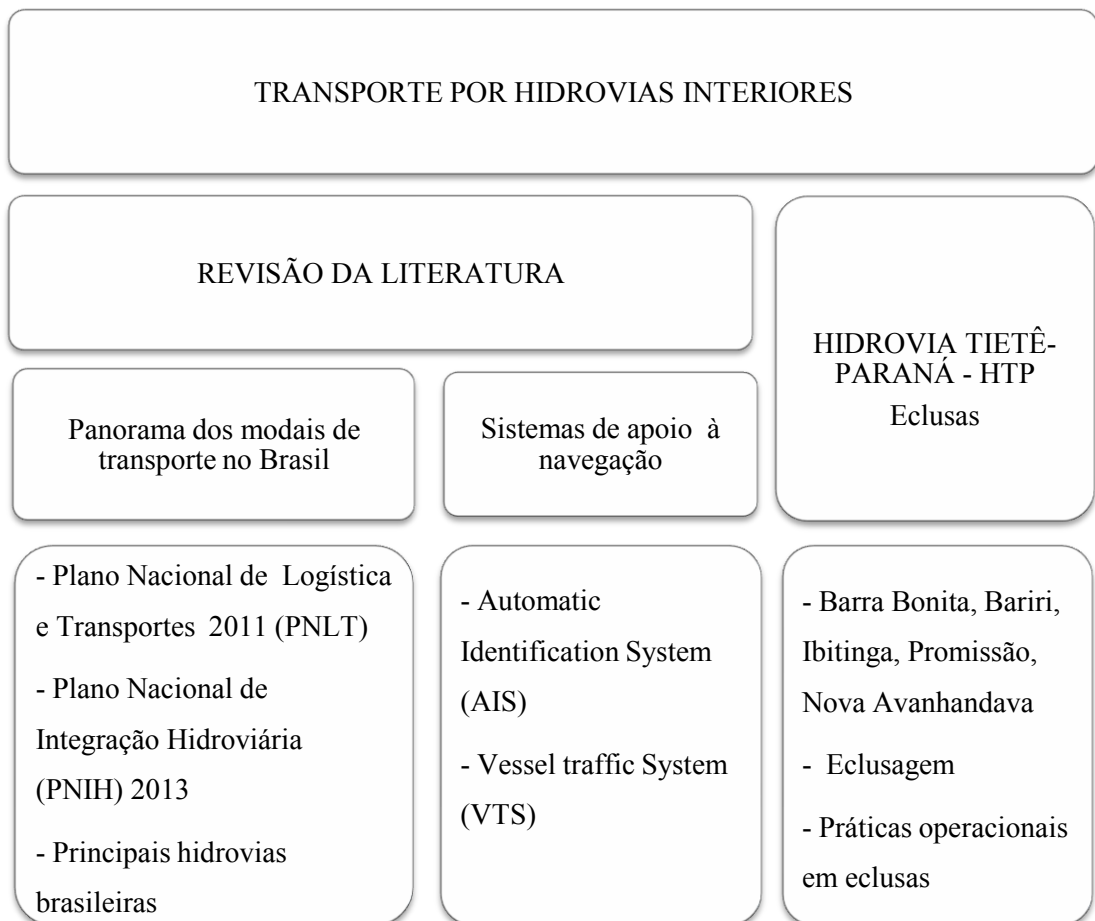 TRANSPORTE POR HIDROVIAS INTERIORES
REVISÃO DA LITERATURA
HIDROVIA TIETÊ-
PARANÁ - HTP
Eclusas
Panorama dos modais de
transporte no Brasil
Sistemas de apoio à
navegação
- Plano Nacional de Logística
e Transportes 2011 (PNLT)
- Plano Nacional de
Integração Hidroviária
(PNIH) 2013
- Principais hidrovias
brasileiras
- Automatic
Identification System
(AIS)
- Vessel traffic System
(VTS)
- Barra Bonita, Bariri,
Ibitinga, Promissão,
Nova Avanhandava
- Eclusagem
- Práticas operacionais
em eclusas